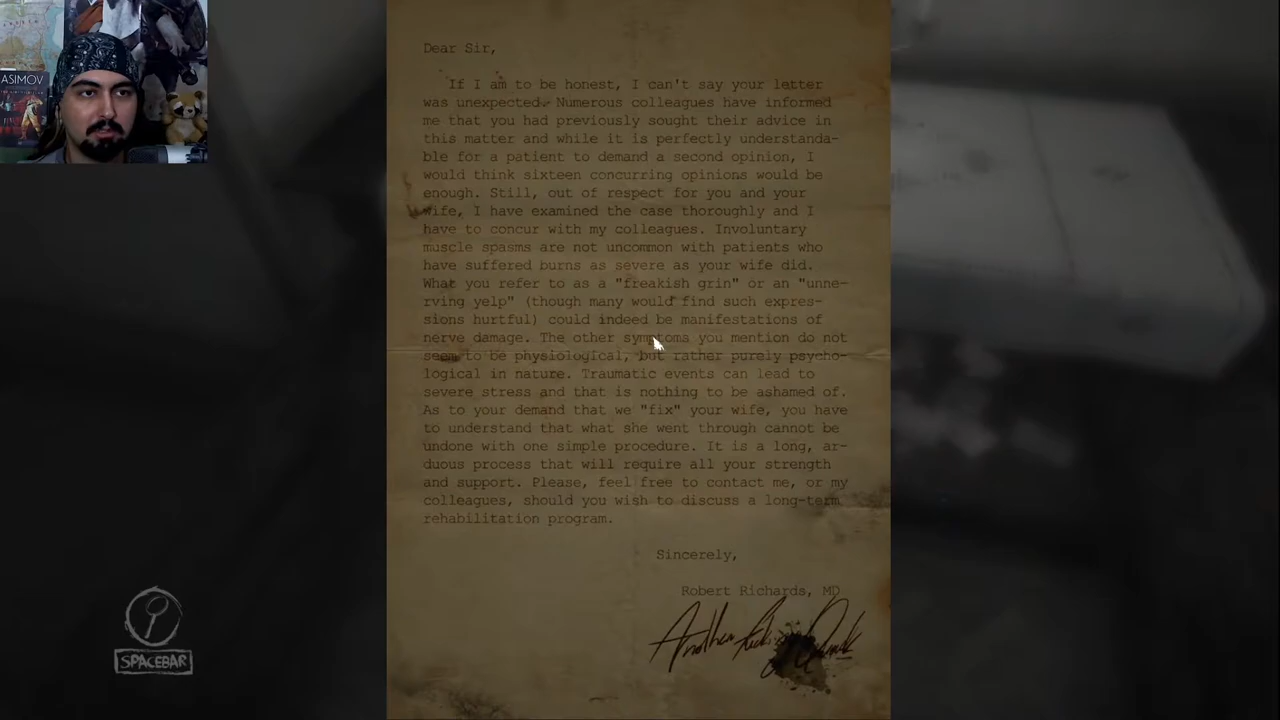 ASIMOV
Dear Sir,
If I am to be honest, I can't say your letter
was unexpected. Numerous colleagues have informed
me that you had previously sought their advice in
this matter and while it is perfectly understanda-
ble for a patient to demand a second opinion, I
would think sixteen concurring opinions would be
enough. Still, out of respect for you and your
wife, I have examined the case thoroughly and I
have to concur with my colleagues. Involuntary
muscle spasms are not uncommon with patients who
have suffered burns as severe as your wife did.
What you refer to as a "freakish grin" or an "unne-
rving yelp" (though many would find such expres-
sions hurtful) could indeed be manifestations of
nerve damage. The other symptoms you mention do not
seem to be physiological, but rather purely psycho-
logical in nature. Traumatic events can lead to
severe stress and that is nothing to be ashamed of.
As to your demand that we "fix" your wife, you have
to understand that what she went through cannot be
undone with one simple procedure. It is a long, ar-
duous process that will require all your strength
and support. Please, feel free to contact me, or my
colleagues, should you wish to discuss a long-term
rehabilitation program.
Sincerely,
Robert Richards, MD
Another
SPACEBAR